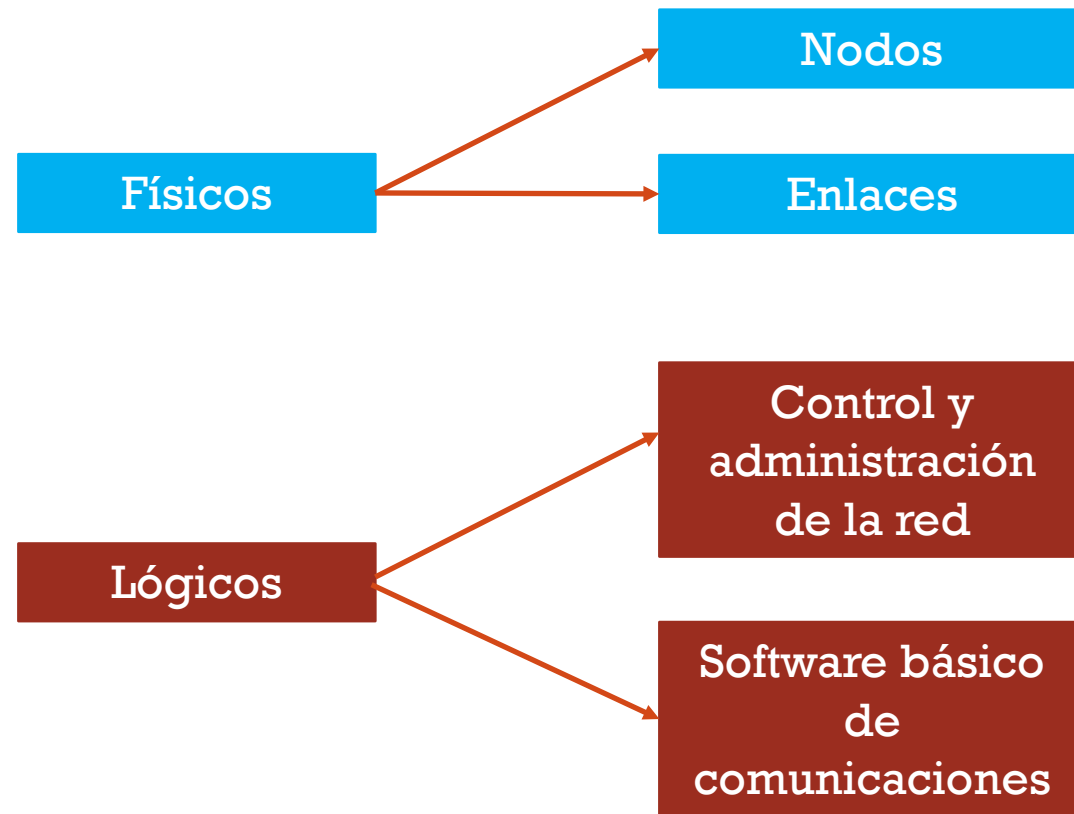 Físicos
Nodos
Enlaces
Lógicos
Control y
administración
de la red
Software básico
de
comunicaciones